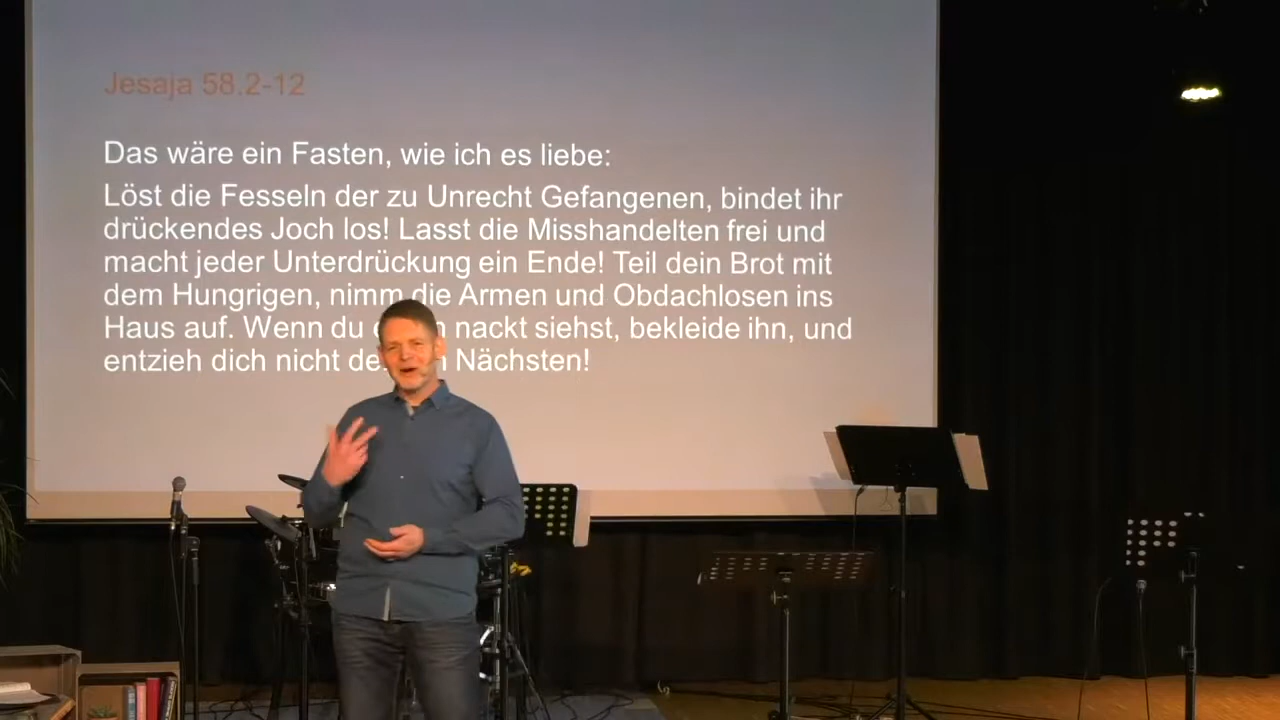 Jesaja 58.2-12
Das wäre ein Fasten, wie ich es liebe:
Löst die Fesseln der zu Unrecht Gefangenen, bindet ihr
drückendes Joch los! Lasst die Misshandelten frei und
macht jeder Unterdrückung ein Ende! Teil dein Brot mit
dem Hungrigen, nimm die Armen und Obdachlosen ins
Haus auf. Wenn du nackt siehst, bekleide ihn, und
entzieh dich nicht Nächsten!